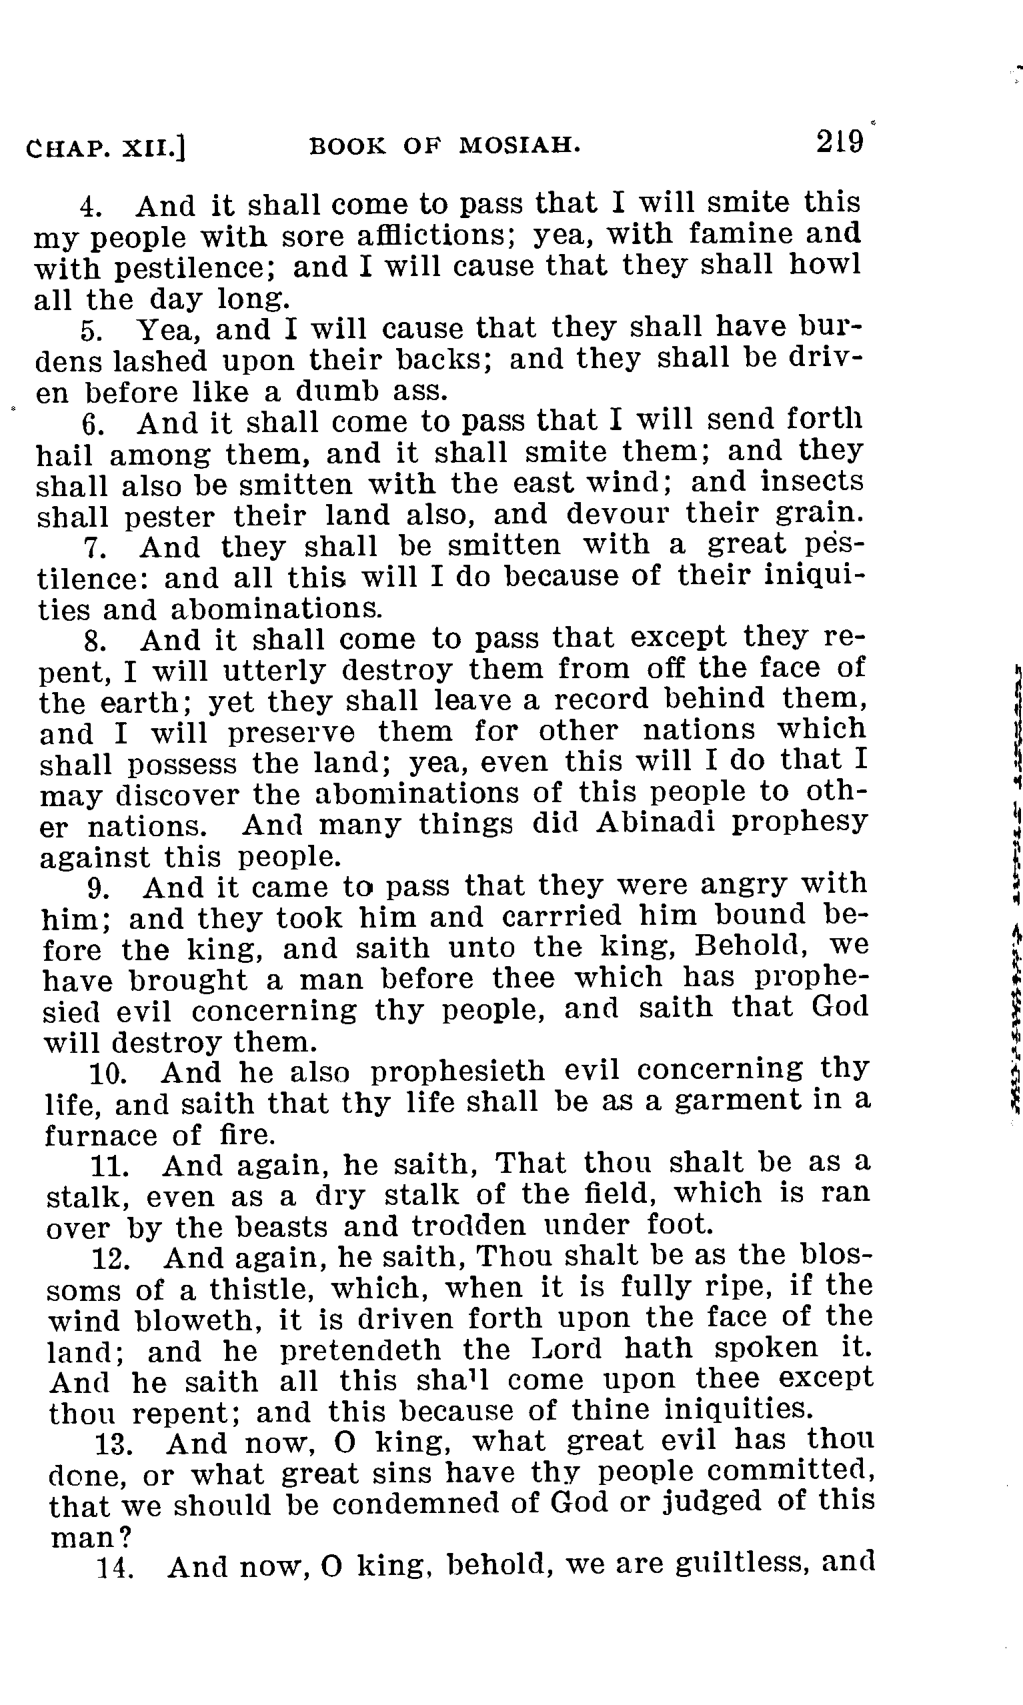 CHAP. XII.] BOOK OF MOSIAH. 219
4. And it shall come to pass that I will smite this
my people with sore afflictions; yea, with famine and
with pestilence; and I will cause that they shall howl
all the day long.
5. Yea, and I will cause that they shall have bur-
dens lashed upon their backs; and they shall be driv-
en before like a dumb ass.
6. And it shall come to pass that I will send forth
hail among them, and it shall smite them; and they
shall also be smitten with the east wind; and insects
shall pester their land also, and devour their grain.
7. And they shall be smitten with a great pes-
tilence: and all this will I do because of their iniqui-
ties and abominations.
8. And it shall come to pass that except they re-
pent, I will utterly destroy them from off the face of
the earth; yet they shall leave a record behind them,
and I will preserve them for other nations which
shall possess the land; yea, even this will I do that I
may discover the abominations of this people to oth-
er nations. And many things did Abinadi prophesy
against this people.
9. And it came to pass that they were angry with
him; and they took him and carrried him bound be-
fore the king, and saith unto the king, Behold, we
have brought a man before thee which has prophe-
sied evil concerning thy people, and saith that God
will destroy them.
10. And he also prophesieth evil concerning thy
life, and saith that thy life shall be as a garment in a
furnace of fire.
11. And again, he saith, That thou shalt be as a
stalk, even as a dry stalk of the field, which is ran
over by the beasts and trodden under foot.
12. And again, he saith, Thou shalt be as the blos-
soms of a thistle, which, when it is fully ripe, if the
wind bloweth, it is driven forth upon the face of the
land; and he pretendeth the Lord hath spoken it.
And he saith all this shall come upon thee except
thou repent; and this because of thine iniquities.
13. And now, O king, what great evil has thou
done, or what great sins have thy people committed,
that we should be condemned of God or judged of this
man?
14. And now, O king, behold, we are guiltless, and